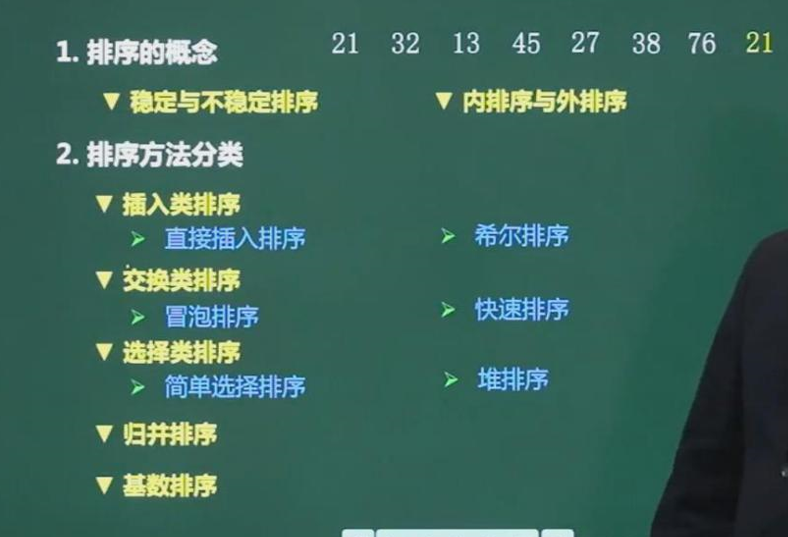 1. 排序的概念 21 32 13 45 27 38 76 21
▼ 稳定与不稳定排序 ▼ 内排序与外排序
2. 排序方法分类
▼ 插入类排序
➢ 直接插入排序 ➢ 希尔排序
▼ 交换类排序
➢ 冒泡排序 ➢ 快速排序
▼ 选择类排序
➢ 简单选择排序 ➢ 堆排序
▼ 归并排序
▼ 基数排序